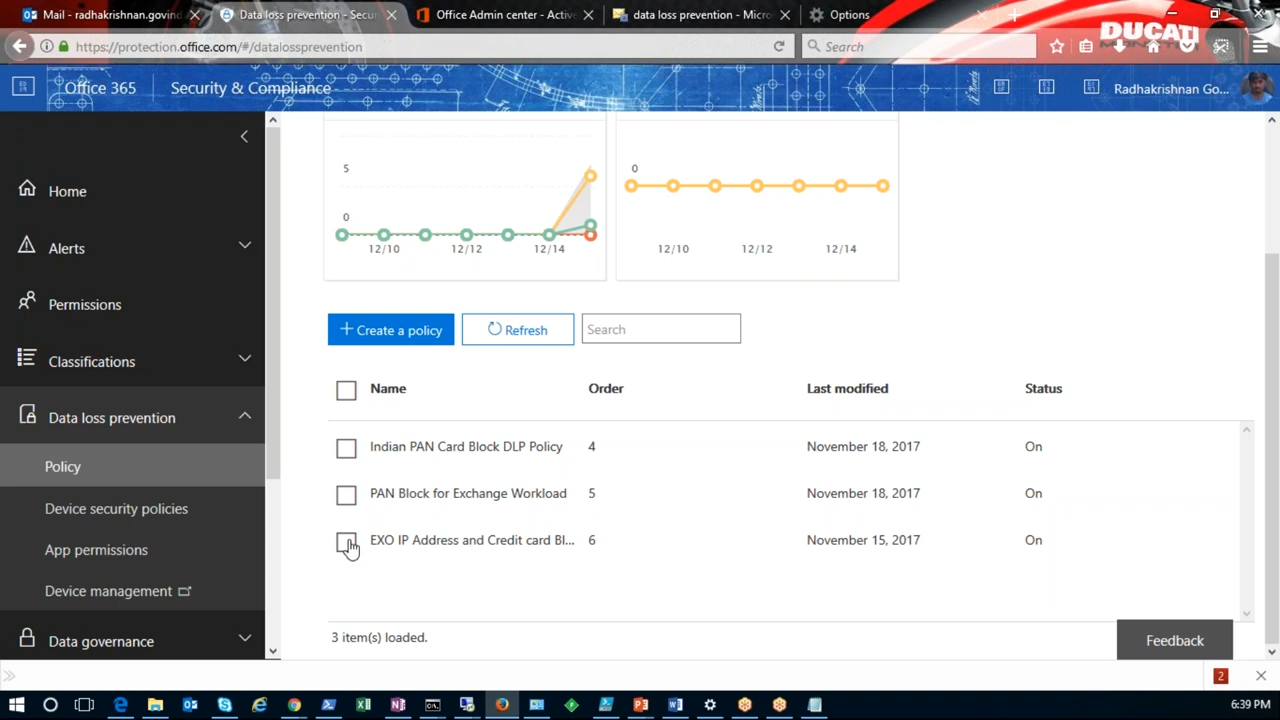 Mail - radhakrishnan.govind
Data loss prevention - Secur
Office Admin center - Active
data loss prevention - Micro
Options
DUCATI
https://protection.office.com/#/datalossprevention
Search
Office 365
Security & Compliance
Radhakrishnan Go...
Home
Alerts
Permissions
Classifications
Data loss prevention
Policy
Device security policies
App permissions
Device management
Data governance
5
0
12/10 12/12 12/14
0
12/10 12/12 12/14
+ Create a policy
Refresh
Search
Name Order Last modified Status
Indian PAN Card Block DLP Policy 4 November 18, 2017 On
PAN Block for Exchange Workload 5 November 18, 2017 On
EXO IP Address and Credit card Bl... 6 November 15, 2017 On
3 item(s) loaded.
Feedback
2
6:39 PM